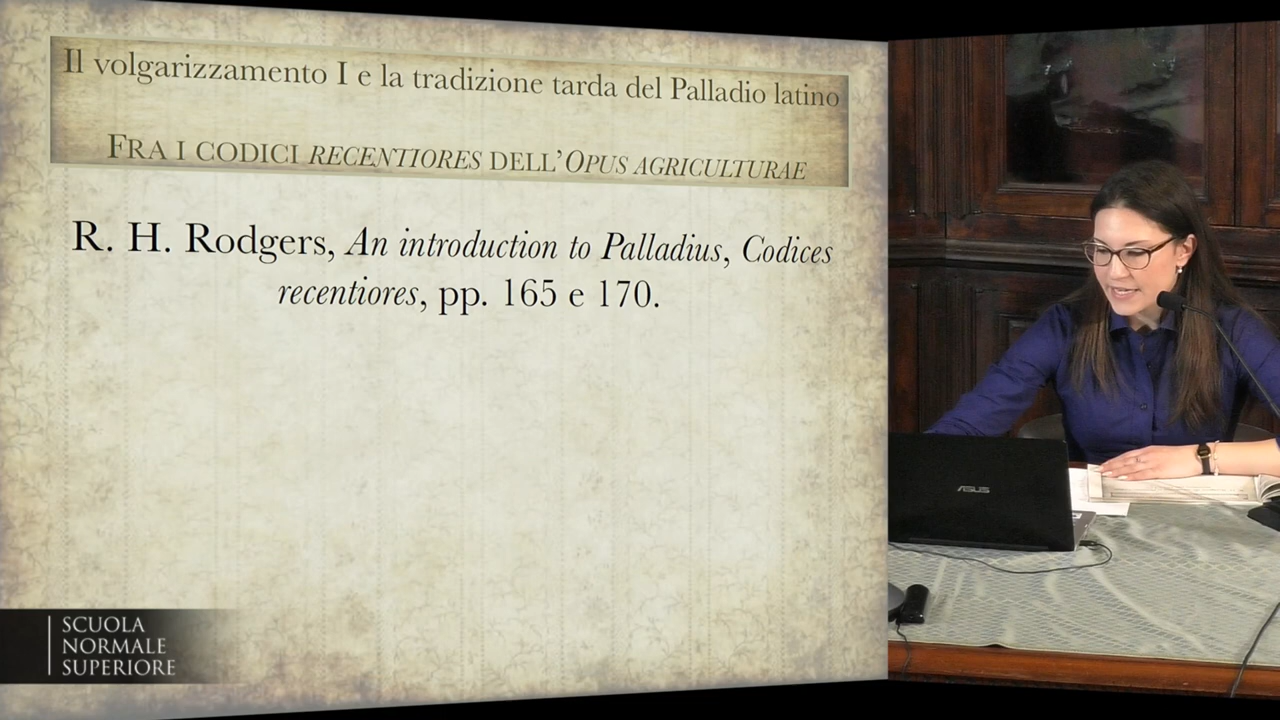 Il volgarizzamento I e la tradizione tarda del Palladio latino
FRA I CODICI RECENTIORES DELL'OPUS AGRICULTURAE
R. H. Rodgers, An introduction to Palladius, Codices
recentiores, pp. 165 e 170.
SCUOLA
NORMALE
SUPERIORE
ASUS